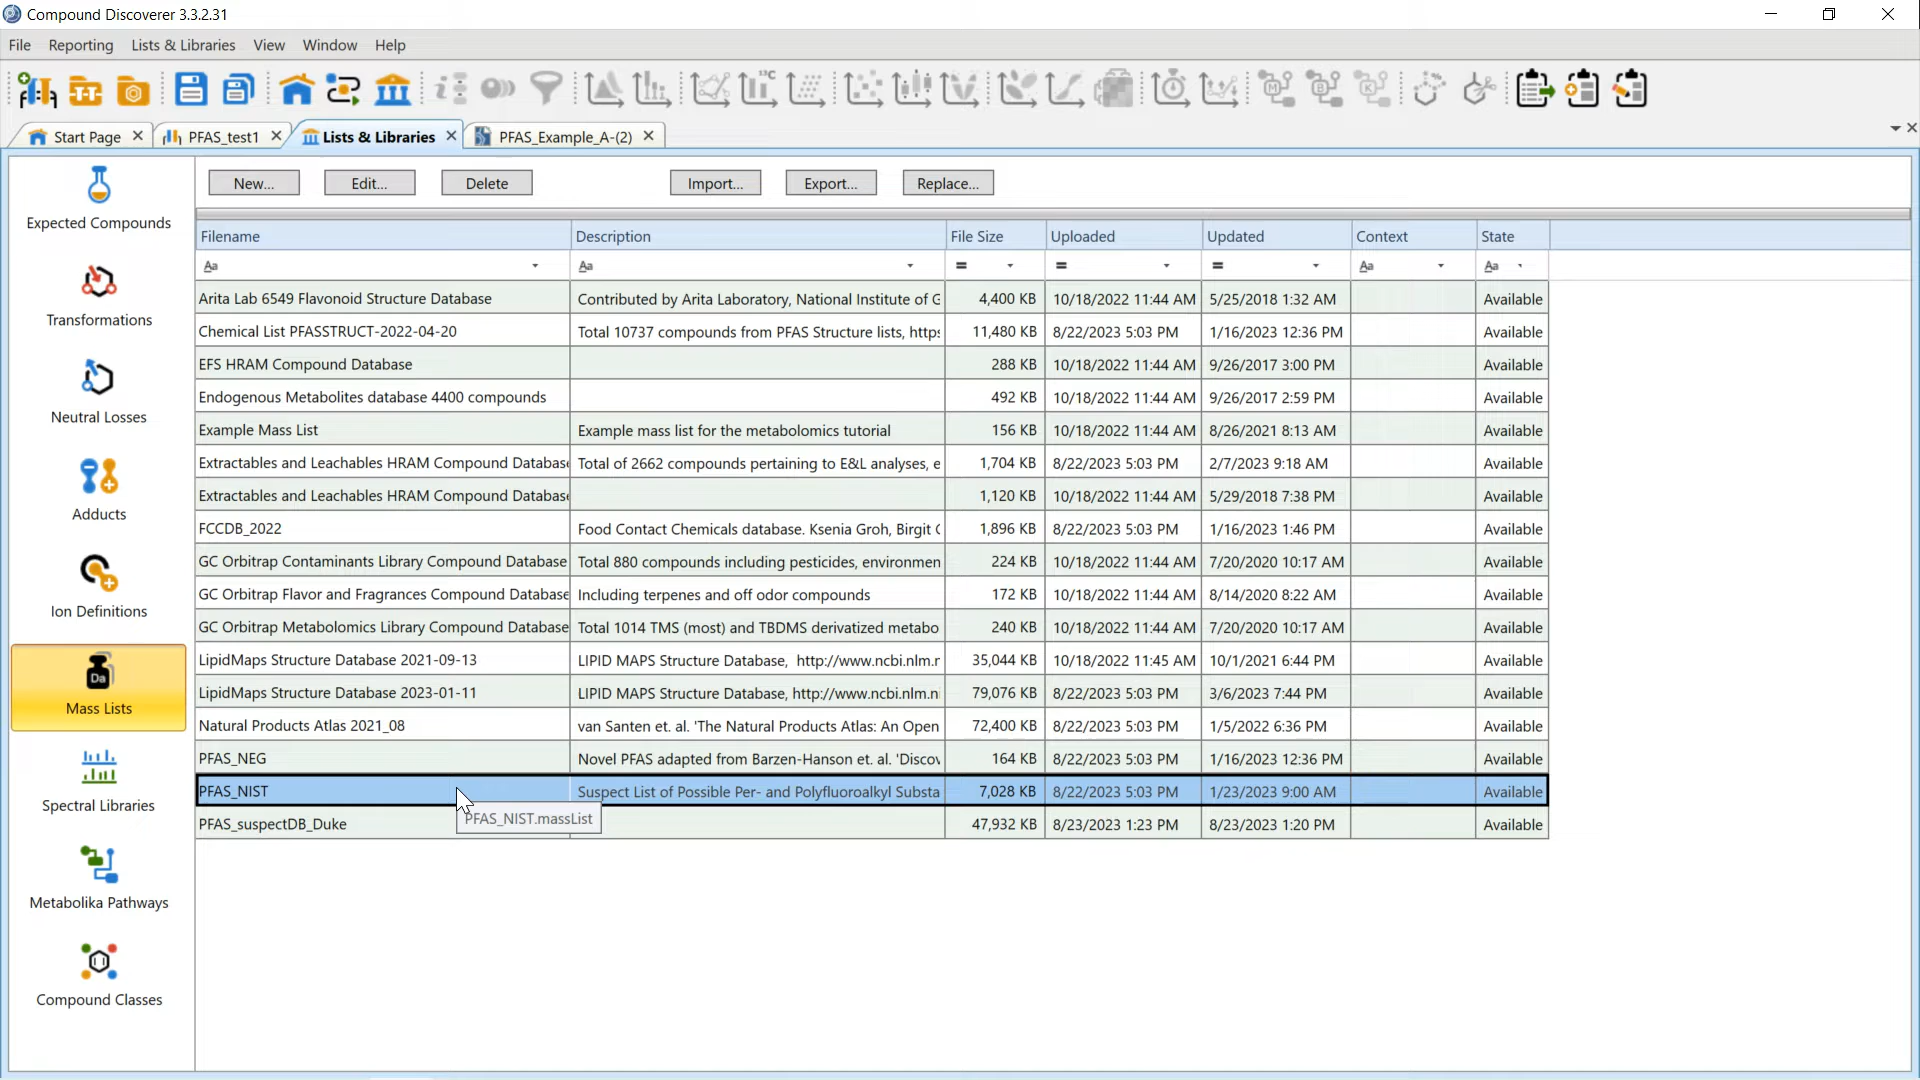 Compound Discoverer 3.3.2.31
File Reporting Lists & Libraries View Window Help
Start Page PFAS_test1 Lists & Libraries PFAS_Example_A-(2)
New... Edit... Delete Import... Export... Replace...
Expected Compounds
Transformations
Neutral Losses
Adducts
Ion Definitions
Da
Mass Lists
Spectral Libraries
Metabolika Pathways
Compound Classes
Filename Description File Size Uploaded Updated Context State
Aa Aa = = = Aa Aa
Arita Lab 6549 Flavonoid Structure Database Contributed by Arita Laboratory, National Institute of 4,400 KB 10/18/2022 11:44 AM 5/25/2018 1:32 AM Available
Chemical List PFASSTRUCT-2022-04-20 Total 10737 compounds from PFAS Structure lists, https 11,480 KB 8/22/2023 5:03 PM 1/16/2023 12:36 PM Available
EFS HRAM Compound Database 288 KB 10/18/2022 11:44 AM 9/26/2017 3:00 PM Available
Endogenous Metabolites database 4400 compounds 492 KB 10/18/2022 11:44 AM 9/26/2017 2:59 PM Available
Example Mass List Example mass list for the metabolomics tutorial 156 KB 10/18/2022 11:44 AM 8/26/2021 8:13 AM Available
Extractables and Leachables HRAM Compound Database Total of 2662 compounds pertaining to E&L analyses, e 1,704 KB 8/22/2023 5:03 PM 2/7/2023 9:18 AM Available
Extractables and Leachables HRAM Compound Database 1,120 KB 10/18/2022 11:44 AM 5/29/2018 7:38 PM Available
FCCDB_2022 Food Contact Chemicals database. Ksenia Groh, Birgit 1,896 KB 8/22/2023 5:03 PM 1/16/2023 1:46 PM Available
GC Orbitrap Contaminants Library Compound Database Total 880 compounds including pesticides, environmen 224 KB 10/18/2022 11:44 AM 7/20/2020 10:17 AM Available
GC Orbitrap Flavor and Fragrances Compound Database Including terpenes and off odor compounds 172 KB 10/18/2022 11:44 AM 8/14/2020 8:22 AM Available
GC Orbitrap Metabolomics Library Compound Database Total 1014 TMS (most) and TBDMS derivatized metabo 240 KB 10/18/2022 11:44 AM 7/20/2020 10:17 AM Available
LipidMaps Structure Database 2021-09-13 LIPID MAPS Structure Database, http://www.ncbi.nlm.r 35,044 KB 10/18/2022 11:45 AM 10/1/2021 6:44 PM Available
LipidMaps Structure Database 2023-01-11 LIPID MAPS Structure Database, http://www.ncbi.nlm.n 79,076 KB 8/22/2023 5:03 PM 3/6/2023 7:44 PM Available
Natural Products Atlas 2021_08 van Santen et. al. 'The Natural Products Atlas: An Open 72,400 KB 8/22/2023 5:03 PM 1/5/2022 6:36 PM Available
PFAS_NEG Novel PFAS adapted from Barzen-Hanson et. al. 'Discov 164 KB 8/22/2023 5:03 PM 1/16/2023 12:36 PM Available
PFAS_NIST Suspect List of Possible Per- and Polyfluoroalkyl Substa 7,028 KB 8/22/2023 5:03 PM 1/23/2023 9:00 AM Available
PFAS_NIST.massList
PFAS_suspectDB_Duke 47,932 KB 8/23/2023 1:23 PM 8/23/2023 1:20 PM Available